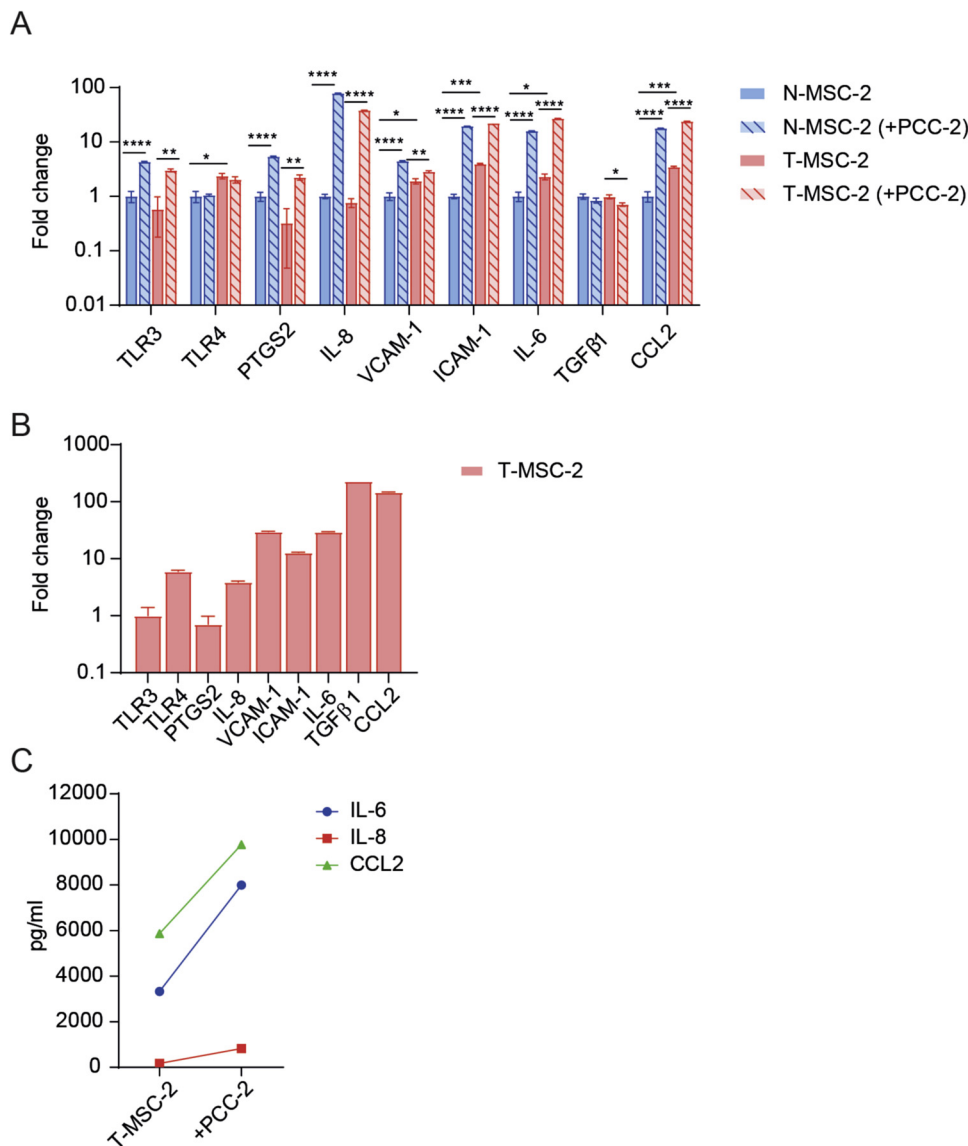 A
**** *
**** *** ****
**** **** * *** ****
**** ** * **** ** **** **** **** **** * **** ****
**** **
Fold change
100
10
1
0.1
0.01
TLR3
TLR4
PTGS2
IL-8
VCAM-1
ICAM-1
IL-6
TGFβ1
CCL2
N-MSC-2
N-MSC-2 (+PCC-2)
T-MSC-2
T-MSC-2 (+PCC-2)
B
Fold change
1000
100
10
1
0.1
TLR3
TLR4
PTGS2
IL-8
VCAM-1
ICAM-1
IL-6
TGFβ1
CCL2
T-MSC-2
C
pg/ml
12000
10000
8000
6000
4000
2000
0
T-MSC-2
+PCC-2
IL-6
IL-8
CCL2